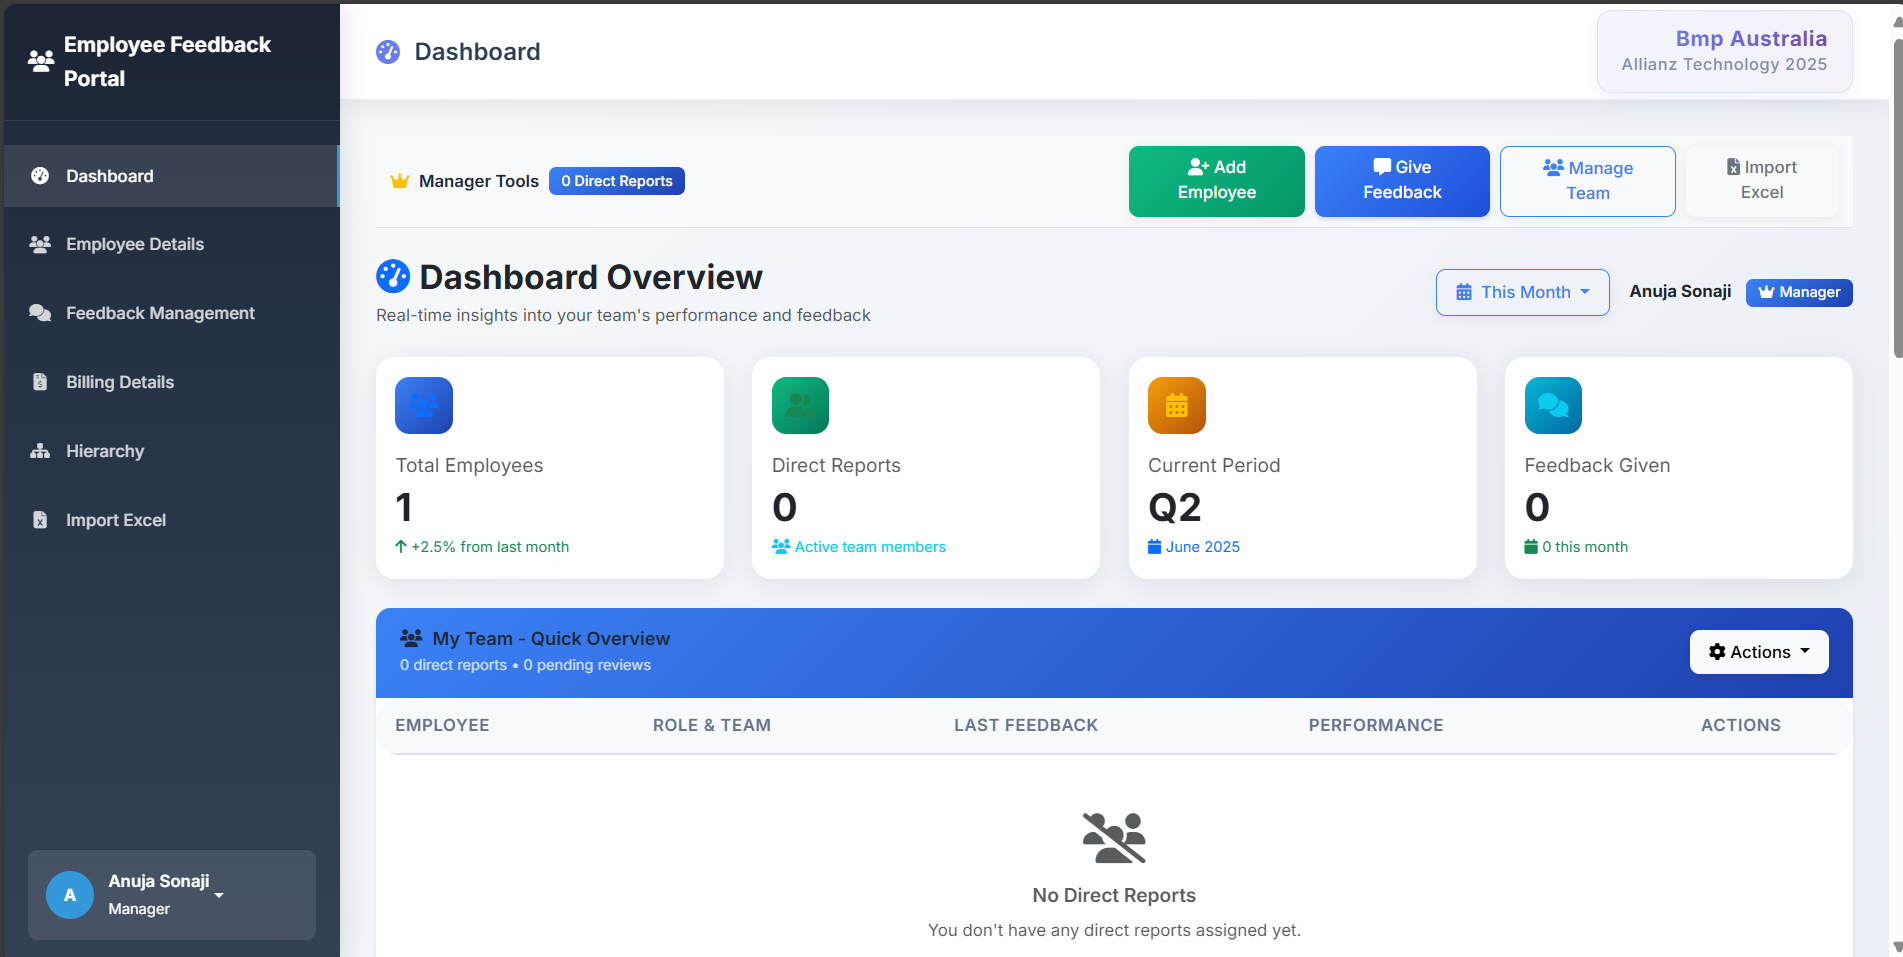 Employee Feedback
Portal
Dashboard
Employee Details
Feedback Management
Billing Details
Hierarchy
Import Excel
A
Anuja Sonaji
Manager
Dashboard
Bmp Australia
Allianz Technology 2025
Manager Tools
0 Direct Reports
Add
Employee
Give
Feedback
Manage
Team
Import
Excel
Dashboard Overview
Real-time insights into your team's performance and feedback
This Month
Anuja Sonaji
Manager
Total Employees
1
+2.5% from last month
Direct Reports
0
Active team members
Current Period
Q2
June 2025
Feedback Given
0
0 this month
My Team - Quick Overview
0 direct reports • 0 pending reviews
Actions
EMPLOYEE ROLE & TEAM LAST FEEDBACK PERFORMANCE ACTIONS
No Direct Reports
You don't have any direct reports assigned yet.